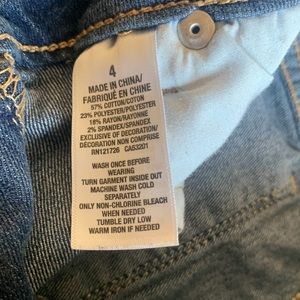 4
MADE IN CHINA/
FABRIQUÉ EN CHINE
57% COTTON/COTON
23% POLYESTER/POLYESTER
18% RAYON/RAYONNE
2% SPANDEX/SPANDEX
EXCLUSIVE OF DECORATION/
DÉCORATION NON COMPRISE
RN121726 CA53201
WASH ONCE BEFORE
WEARING
TURN GARMENT INSIDE OUT
MACHINE WASH COLD
SEPARATELY
ONLY NON-CHLORINE BLEACH
WHEN NEEDED
TUMBLE DRY LOW
WARM IRON IF NEEDED